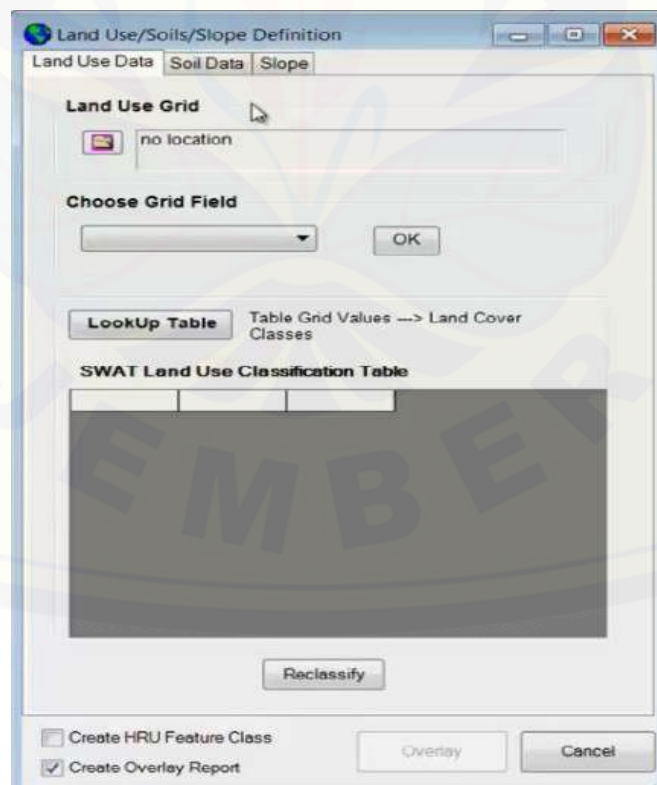 Land Use/Soils/Slope Definition
Land Use Data Soil Data Slope
Land Use Grid
no location
Choose Grid Field
OK
LookUp Table
Table Grid Values ---> Land Cover
Classes
SWAT Land Use Classification Table
EMBER
Reclassify
Create HRU Feature Class
Create Overlay Report
Overlay
Cancel